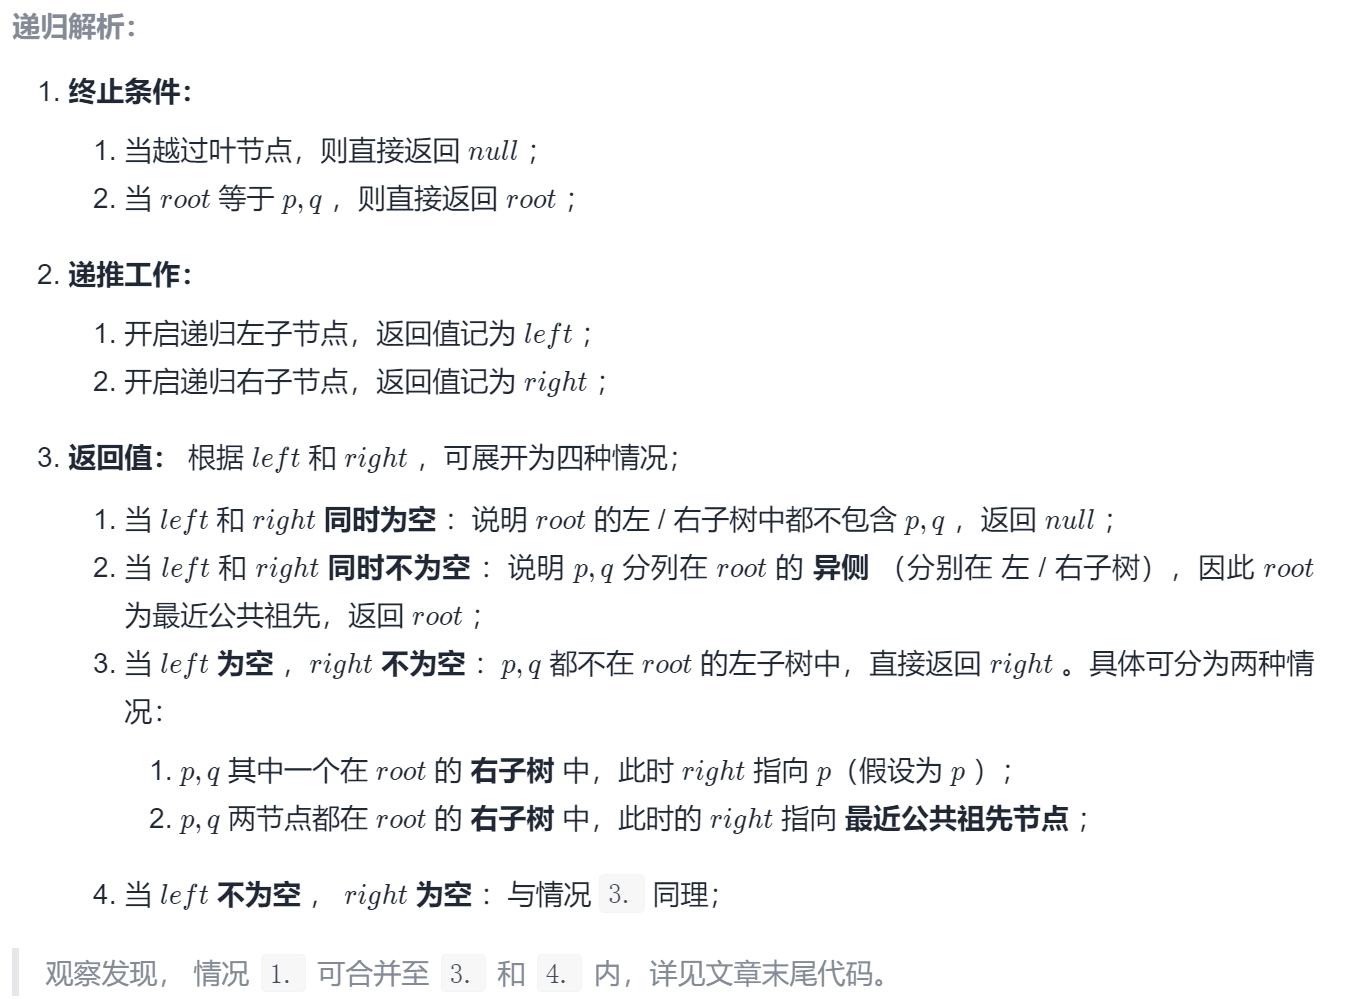 递归解析：
1. 终止条件：
1. 当越过叶节点，则直接返回 null ；
2. 当 root 等于 p, q ，则直接返回 root ；
2. 递推工作：
1. 开启递归左子节点，返回值记为 left ；
2. 开启递归右子节点，返回值记为 right ；
3. 返回值： 根据 left 和 right ，可展开为四种情况；
1. 当 left 和 right 同时为空 ：说明 root 的左 / 右子树中都不包含 p, q ，返回 null ；
2. 当 left 和 right 同时不为空 ：说明 p, q 分列在 root 的 异侧 （分别在 左 / 右子树），因此 root
为最近公共祖先，返回 root ；
3. 当 left 为空 ，right 不为空 ：p, q 都不在 root 的左子树中，直接返回 right 。具体可分为两种情
况：
1. p, q 其中一个在 root 的 右子树 中，此时 right 指向 p（假设为 p ）；
2. p, q 两节点都在 root 的 右子树 中，此时的 right 指向 最近公共祖先节点 ；
4. 当 left 不为空 ， right 为空 ：与情况 3. 同理；
观察发现， 情况 1. 可合并至 3. 和 4. 内，详见文章末尾代码。